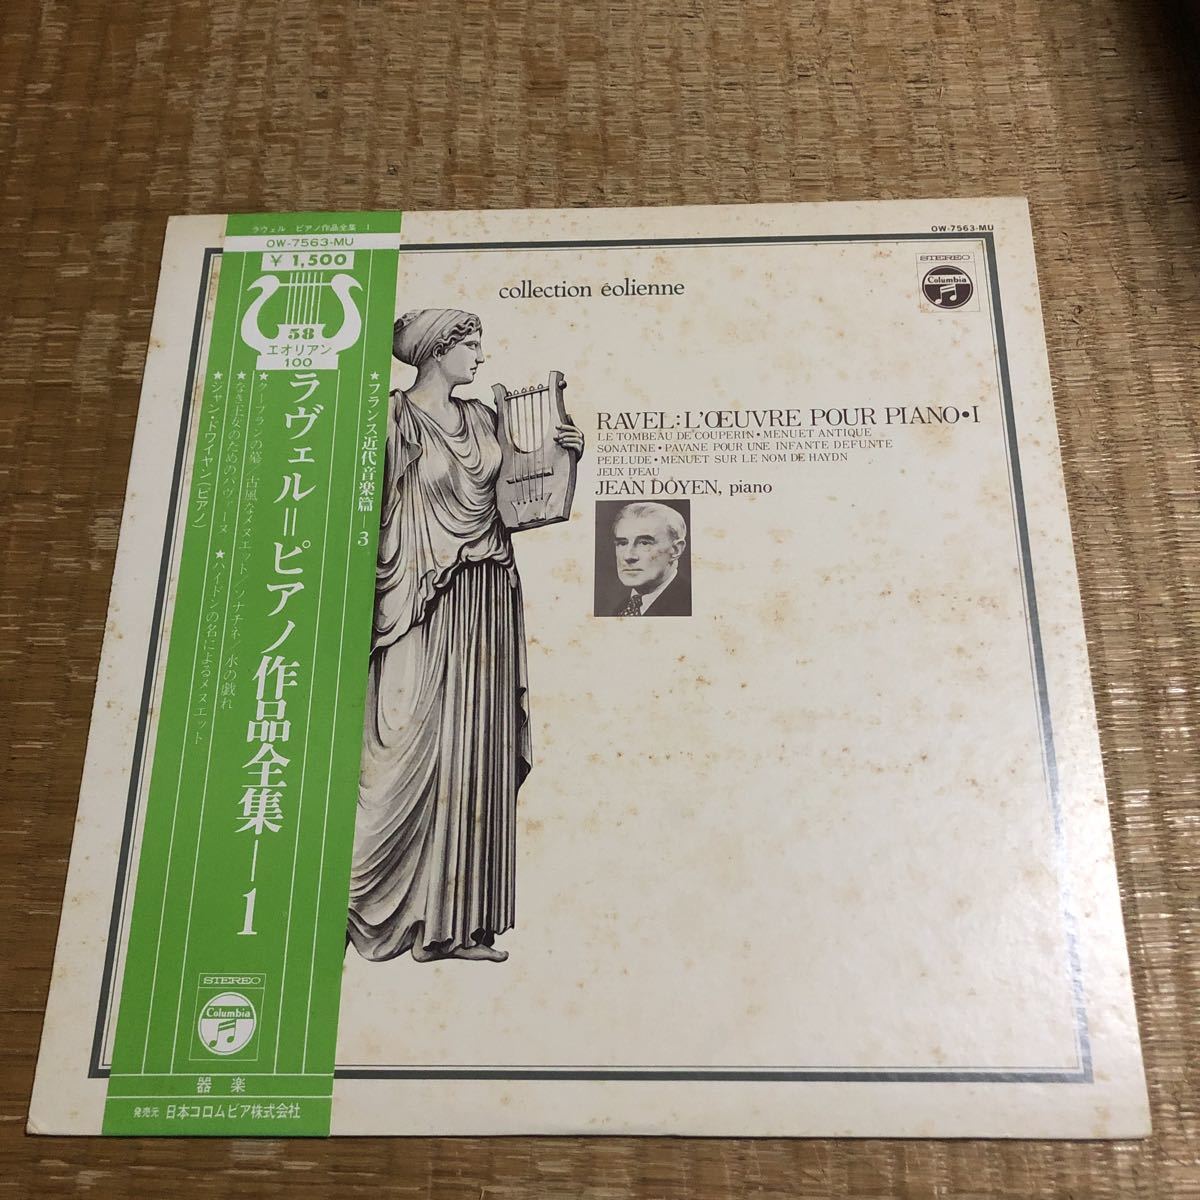 ラヴェル ピアノ作品全集 1
OW-7563-MU
¥1,500
58
エオリアン
100
★フランス近代音楽篇—3
ラヴェル＝ピアノ作品全集—1
★クープランの墓／古風なメヌエット／ソナチネ／水の戯れ
★なき王女のためのパヴァーヌ ★ハイドンの名によるメヌエット
★ジャン・ドワイヤン(ピアノ)
STEREO
Columbia
器楽
発売元 日本コロムビア株式会社
OW-7563-MU
STEREO
Columbia
collection éolienne
RAVEL:L'ŒUVRE POUR PIANO•I
LE TOMBEAU DE COUPERIN•MENUET ANTIQUE
SONATINE•PAVANE POUR UNE INFANTE DEFUNTE
PEELUDE•MENUET SUR LE NOM DE HAYDN
JEUX D'EAU
JEAN DOYEN, piano